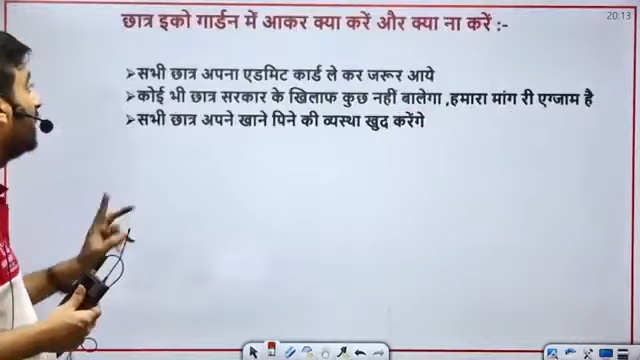 20:13
छात्र इको गार्डन में आकर क्या करें और क्या ना करें :-
➢सभी छात्र अपना एडमिट कार्ड ले कर जरूर आये
➢कोई भी छात्र सरकार के खिलाफ कुछ नहीं बालेगा ,हमारा मांग री एग्जाम है
➢सभी छात्र अपने खाने पिने की व्यस्था खुद करेंगे